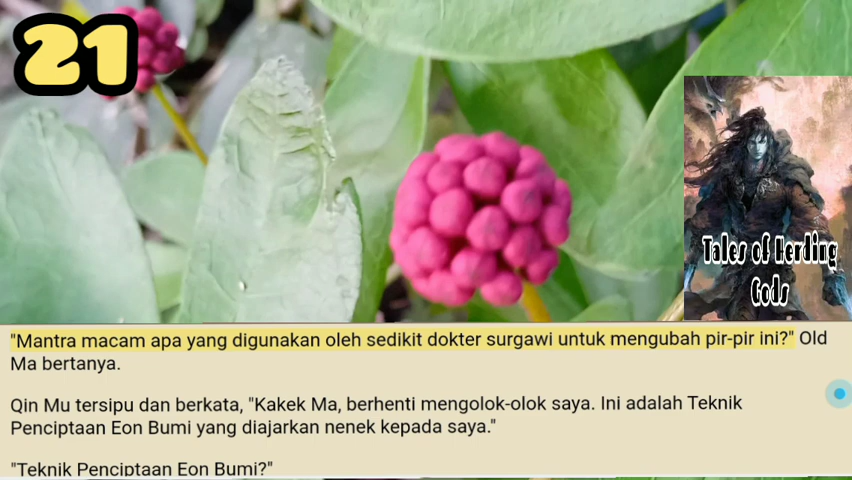 21
Tales of Herding
Gods
"Mantra macam apa yang digunakan oleh sedikit dokter surgawi untuk mengubah pir-pir ini?" Old
Ma bertanya.
Qin Mu tersipu dan berkata, "Kakek Ma, berhenti mengolok-olok saya. Ini adalah Teknik
Penciptaan Eon Bumi yang diajarkan nenek kepada saya."
"Teknik Penciptaan Eon Bumi?"